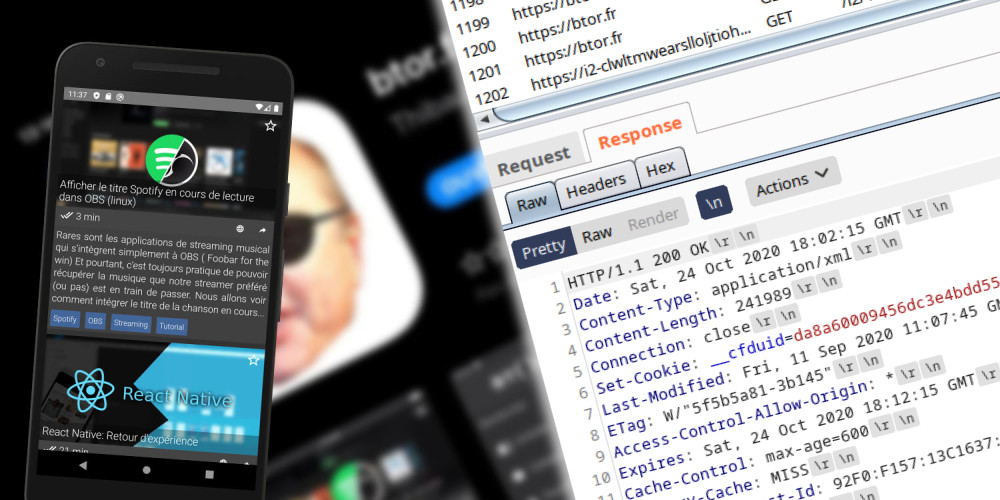 11:37
Afficher le titre Spotify en cours de lecture
dans OBS (linux)
3 min
Rares sont les applications de streaming musical
qui s'intègrent simplement à OBS ( Foobar for the
win) Et pourtant, c'est toujours pratique de pouvoir
récupérer la musique que notre streamer préféré
(ou pas) est en train de passer. Nous allons voir
comment intégrer le titre de la chanson en cours...
Spotify OBS Streaming Tutorial
React Native
React Native: Retour d'expérience
21 min
btor.f
1198
1199 https://btor.fr
1200 https://btor.fr
1201 https://btor.fr GET
1202 https://i2-clwltmwearslloljtioh...
Request Response
Raw Headers Hex
Pretty Raw Render \n Actions
1 HTTP/1.1 200 OK \r \n
2 Date: Sat, 24 Oct 2020 18:02:15 GMT \r \n
3 Content-Type: application/xml \r \n
4 Content-Length: 241989 \r \n
5 Connection: close \r \n
6 Set-Cookie: __cfduid=da8a60009456dc3e4bdd55
7 Last-Modified: Fri, 11 Sep 2020 11:07:45 GM
8 ETag: W/"5f5b5a81-3b145" \r \n
9 Access-Control-Allow-Origin: * \r \n
10 Expires: Sat, 24 Oct 2020 18:12:15 GMT \r
11 Cache-Control: max-age=600 \r \n
-Cache: MISS \r \n
st-Id: 92F0:F157:13C1637: